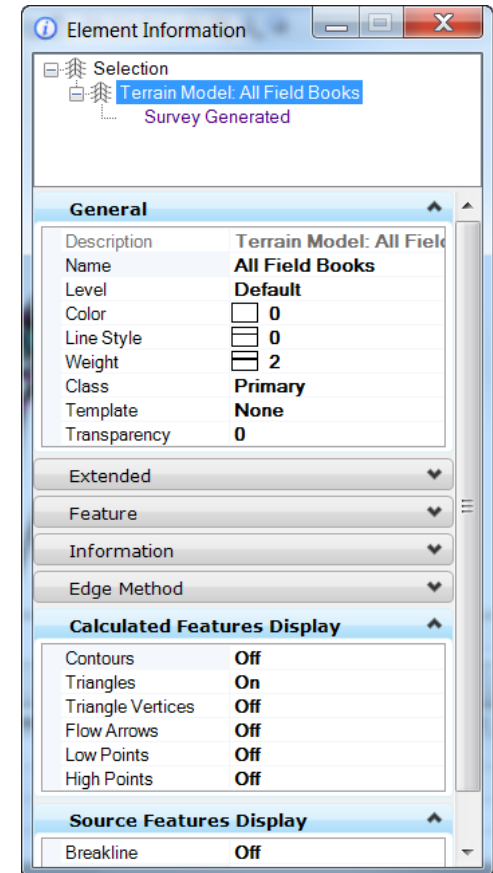 Element Information
Selection
Terrain Model: All Field Books
Survey Generated
General
Description Terrain Model: All Field
Name All Field Books
Level Default
Color 0
Line Style 0
Weight 2
Class Primary
Template None
Transparency 0
Extended
Feature
Information
Edge Method
Calculated Features Display
Contours Off
Triangles On
Triangle Vertices Off
Flow Arrows Off
Low Points Off
High Points Off
Source Features Display
Breakline Off